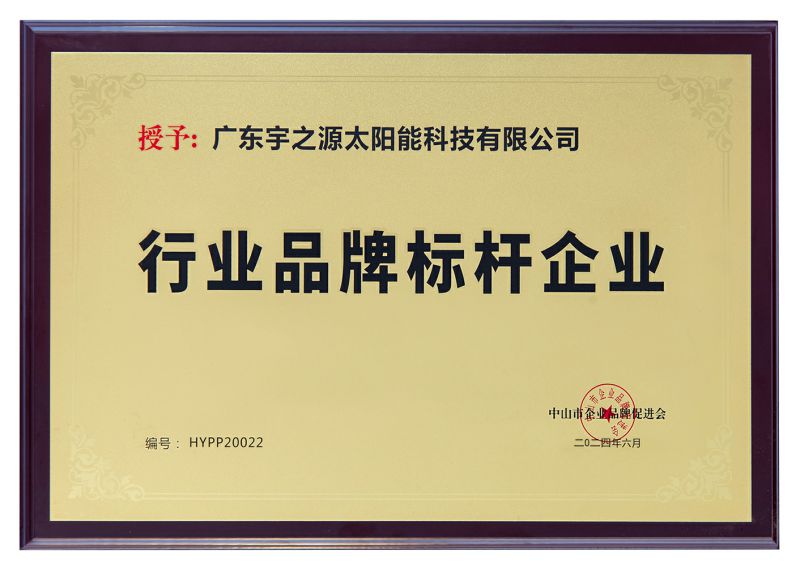 授予: 广东宇之源太阳能科技有限公司
行业品牌标杆企业
中山市企业品牌促进会
编号: HYPP20022
二0二四年六月